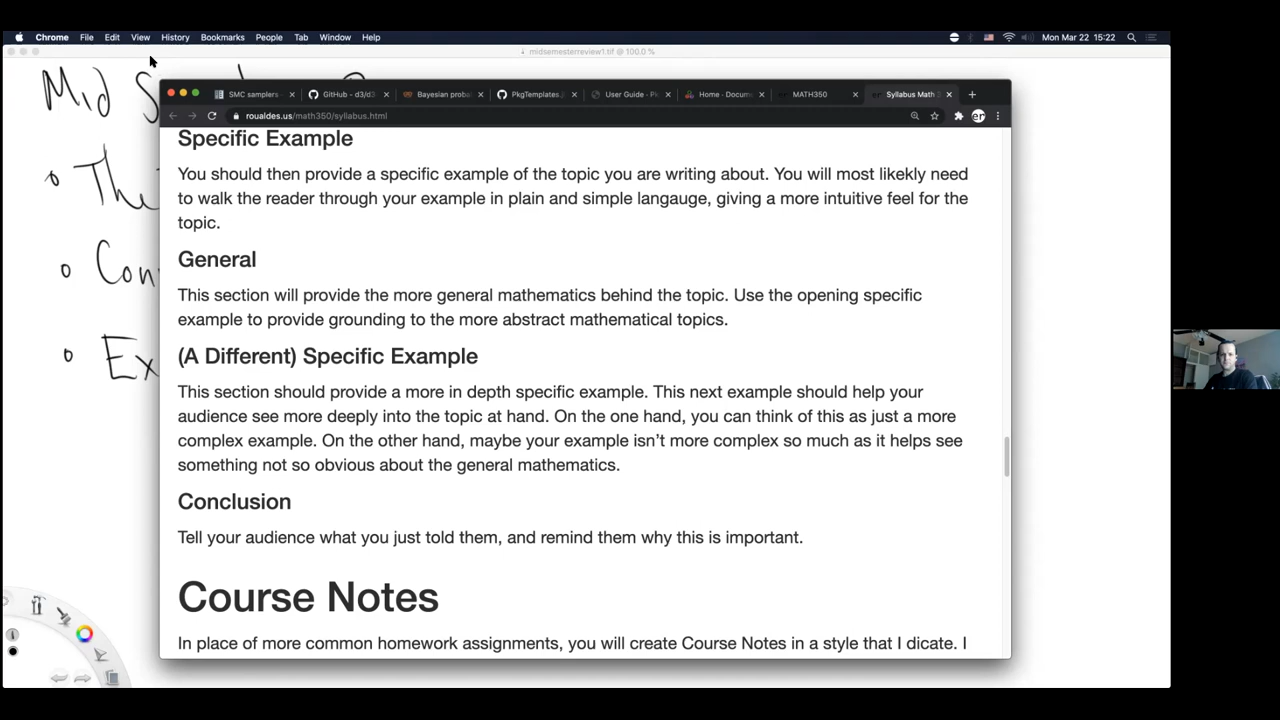 Chrome File Edit View History Bookmarks People Tab Window Help Mon Mar 22 15:22
midsemesterreview1.tif @ 100.0 %
Mid S
SMC samplers - GitHub - d3/d3 Bayesian proba PkgTemplates.j User Guide - Pk Home · Docum MATH350 Syllabus Math
roualdes.us/math350/syllabus.html er
Specific Example
You should then provide a specific example of the topic you are writing about. You will most likekly need
to walk the reader through your example in plain and simple langauge, giving a more intuitive feel for the
topic.
The
General
Con
This section will provide the more general mathematics behind the topic. Use the opening specific
example to provide grounding to the more abstract mathematical topics.
Ex
(A Different) Specific Example
This section should provide a more in depth specific example. This next example should help your
audience see more deeply into the topic at hand. On the one hand, you can think of this as just a more
complex example. On the other hand, maybe your example isn't more complex so much as it helps see
something not so obvious about the general mathematics.
Conclusion
Tell your audience what you just told them, and remind them why this is important.
Course Notes
In place of more common homework assignments, you will create Course Notes in a style that I dicate. I